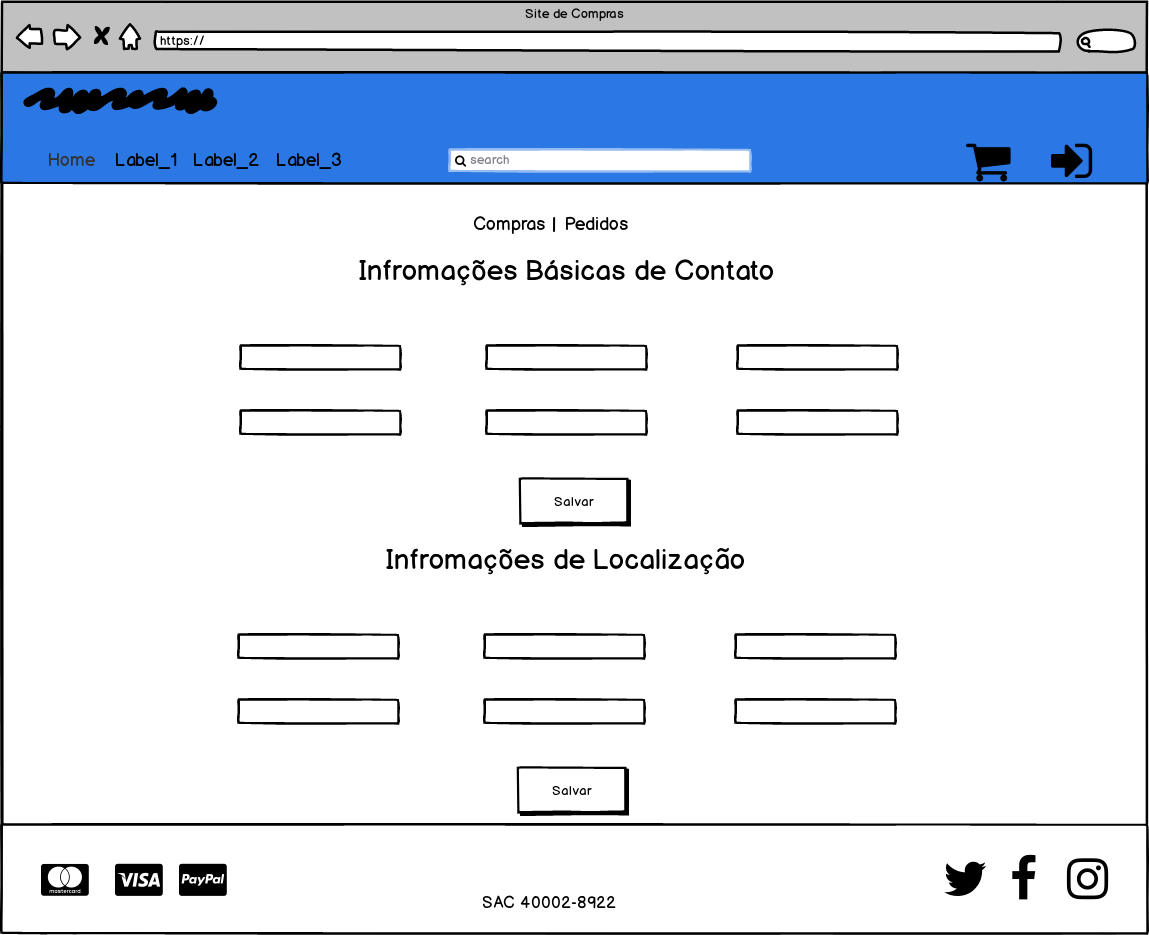 Site de Compras
https://
Home Label_1 Label_2 Label_3 search
Compras | Pedidos
Infromações Básicas de Contato
Salvar
Infromações de Localização
Salvar
mastercard VISA PayPal
SAC 40002-8922